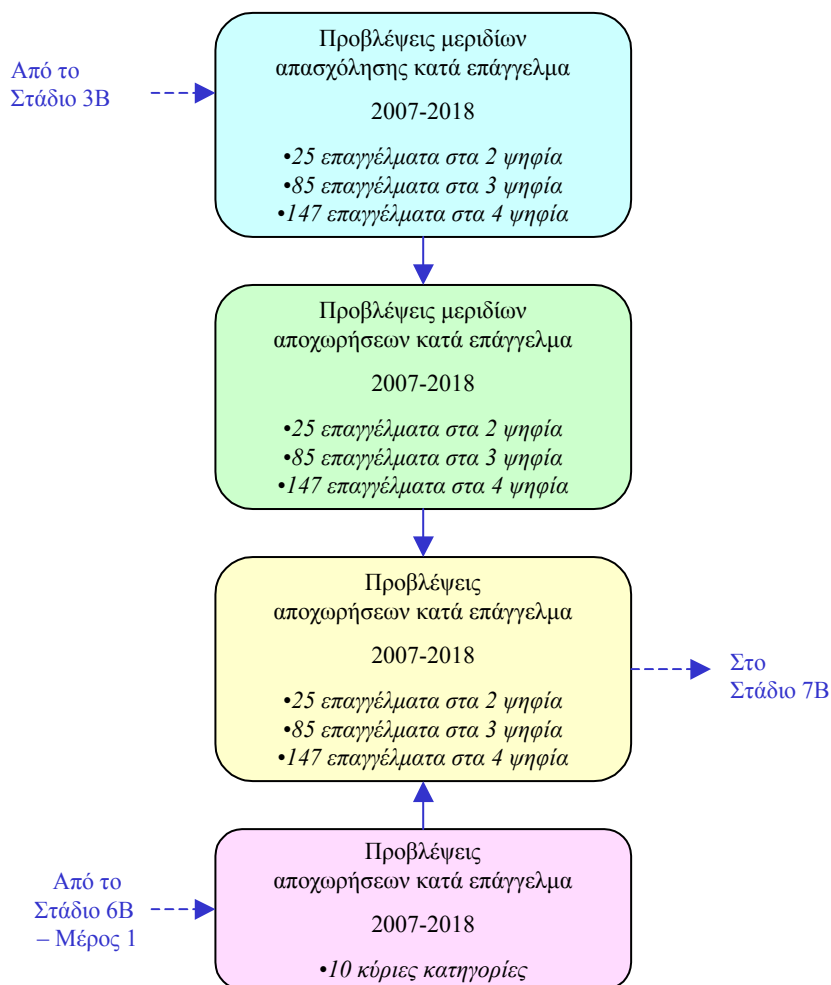 Από το
Στάδιο 3Β
Προβλέψεις μεριδίων
απασχόλησης κατά επάγγελμα
2007-2018
•25 επαγγέλματα στα 2 ψηφία
•85 επαγγέλματα στα 3 ψηφία
•147 επαγγέλματα στα 4 ψηφία
Προβλέψεις μεριδίων
αποχωρήσεων κατά επάγγελμα
2007-2018
•25 επαγγέλματα στα 2 ψηφία
•85 επαγγέλματα στα 3 ψηφία
•147 επαγγέλματα στα 4 ψηφία
Προβλέψεις
αποχωρήσεων κατά επάγγελμα
2007-2018
•25 επαγγέλματα στα 2 ψηφία
•85 επαγγέλματα στα 3 ψηφία
•147 επαγγέλματα στα 4 ψηφία
Στο
Στάδιο 7Β
Από το
Στάδιο 6Β
– Μέρος 1
Προβλέψεις
αποχωρήσεων κατά επάγγελμα
2007-2018
•10 κύριες κατηγορίες